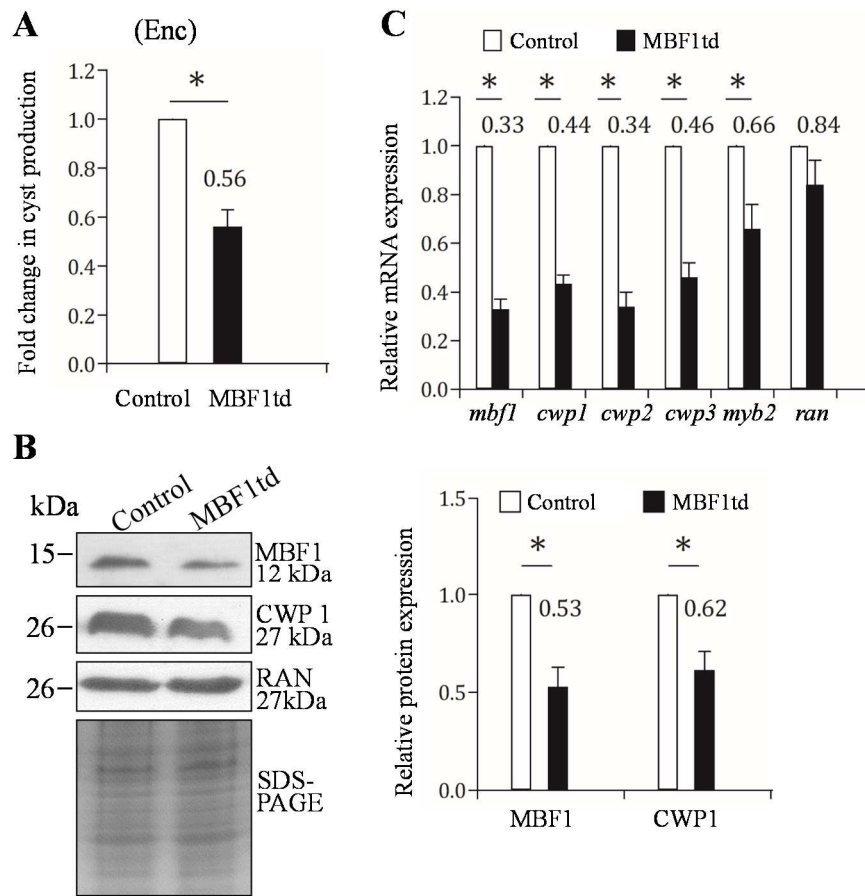 A
(Enc)
*
Fold change in cyst production
1.2
1.0
0.8
0.6
0.4
0.2
0.0
0.56
Control MBF1td
C
Control MBF1td
* * * * *
Relative mRNA expression
1.2
1.0
0.8
0.6
0.4
0.2
0.0
0.33 0.44 0.34 0.46 0.66 0.84
mbf1 cwp1 cwp2 cwp3 myb2 ran
B
kDa
Control
MBF1td
15
MBF1
12 kDa
26
CWP 1
27 kDa
26
RAN
27kDa
SDS-
PAGE
Control MBF1td
Relative protein expression
1.5
1.0
0.5
0.0
* *
0.53 0.62
MBF1 CWP1